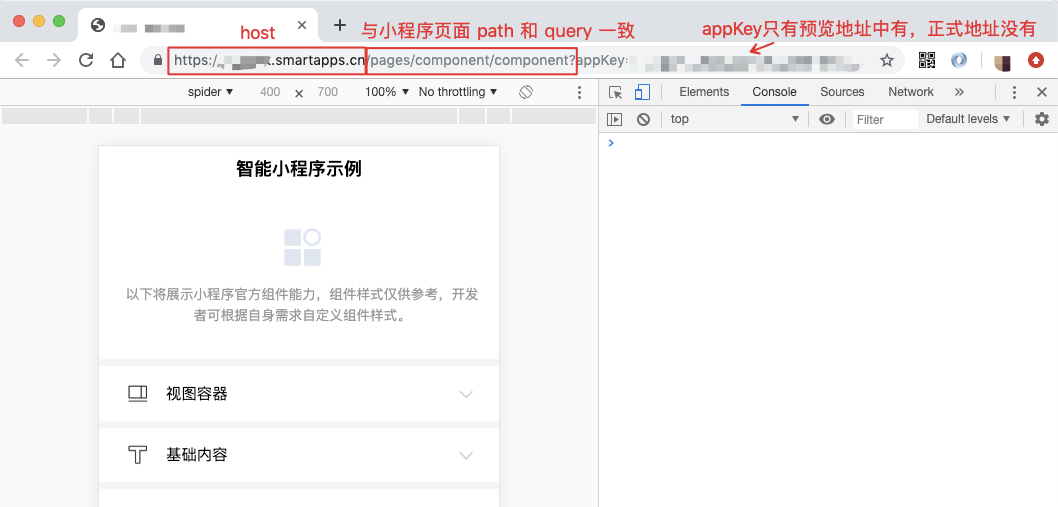 host
与小程序页面 path 和 query 一致
appKey只有预览地址中有，正式地址没有
https:/
.smartapps.cn/pages/component/component?appKey=
spider 400 × 700 100% No throttling
Elements Console Sources Network »
top Filter Default levels
智能小程序示例
以下将展示小程序官方组件能力，组件样式仅供参考，开发
者可根据自身需求自定义组件样式。
视图容器
基础内容